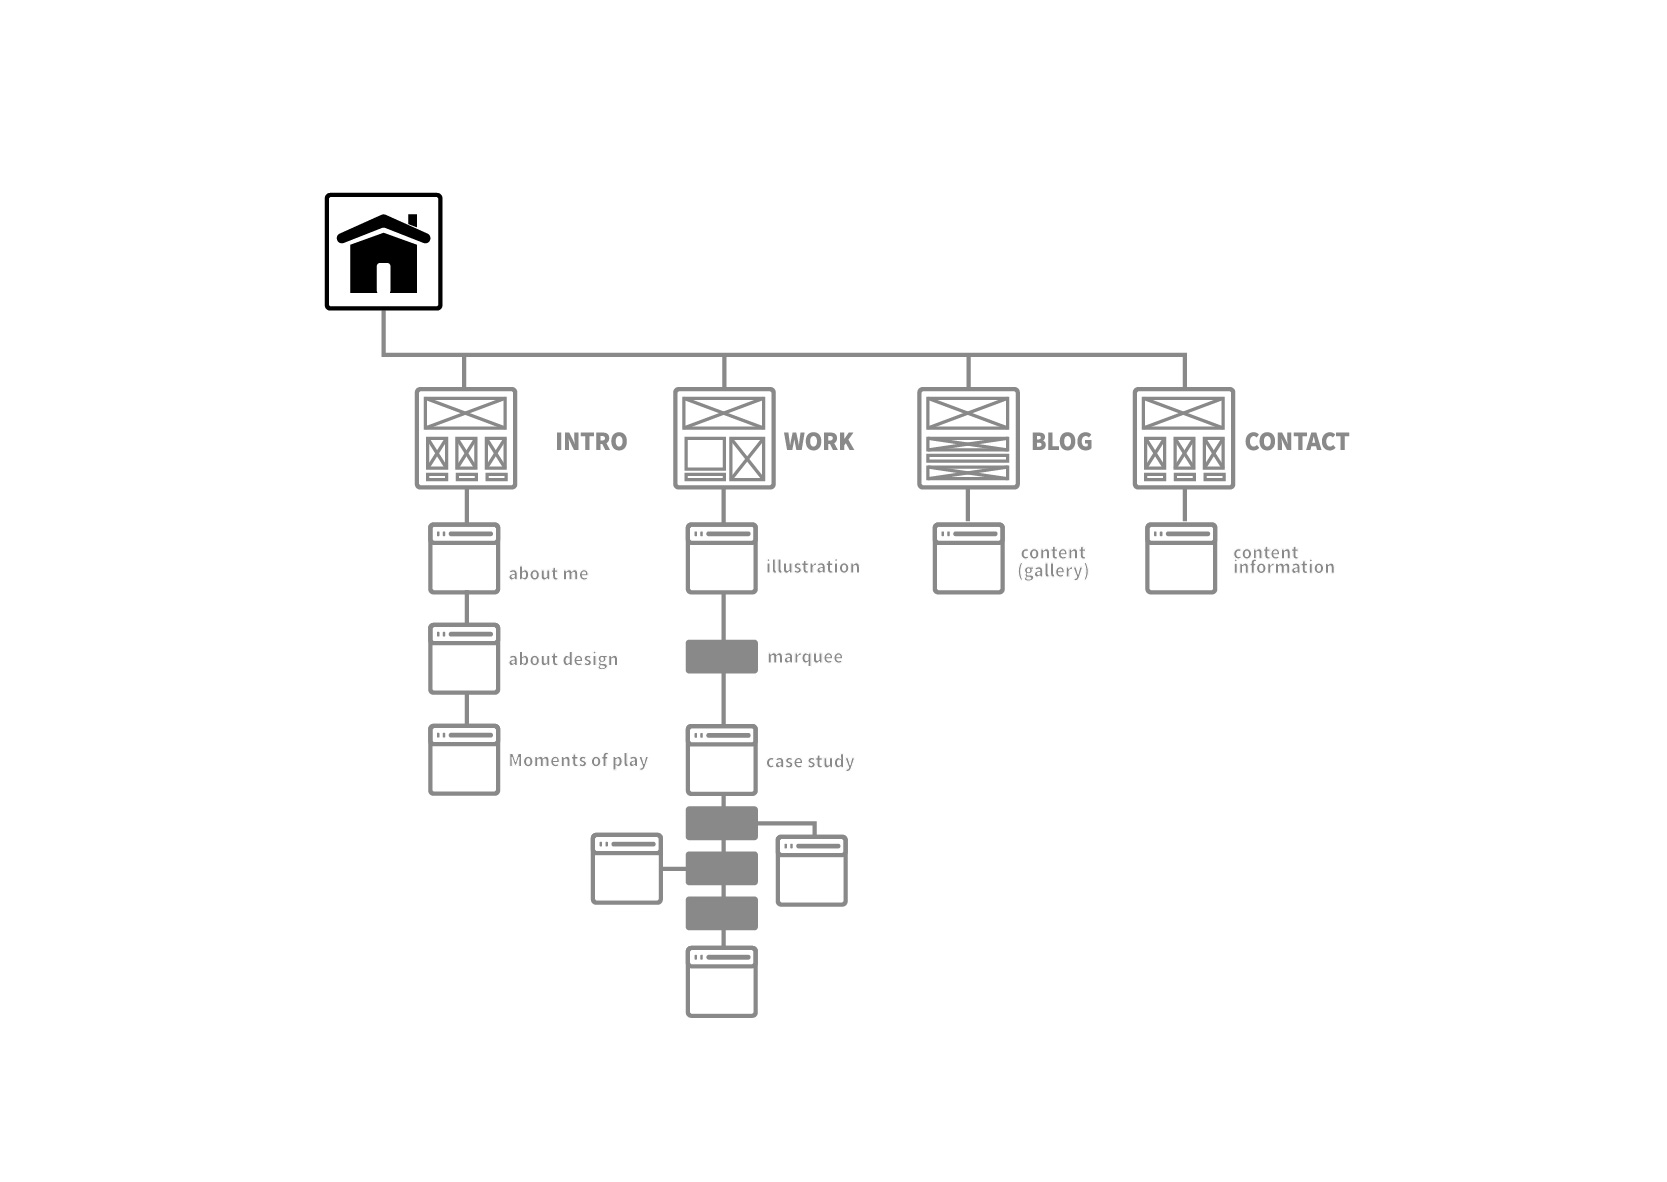 INTRO
WORK
BLOG
CONTACT
about me
about design
Moments of play
illustration
marquee
case study
content
(gallery)
content
information